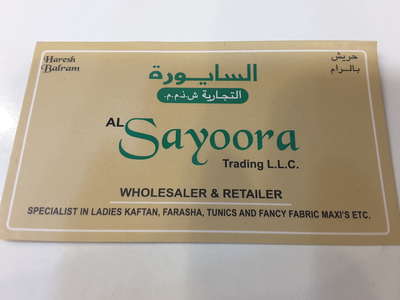 Haresh
Balram
حريش
بالرام
السايورة
التجارية ش.ذ.م.م.
AL
Sayoora
Trading L.L.C.
WHOLESALER & RETAILER
SPECIALIST IN LADIES KAFTAN, FARASHA, TUNICS AND FANCY FABRIC MAXI'S ETC.